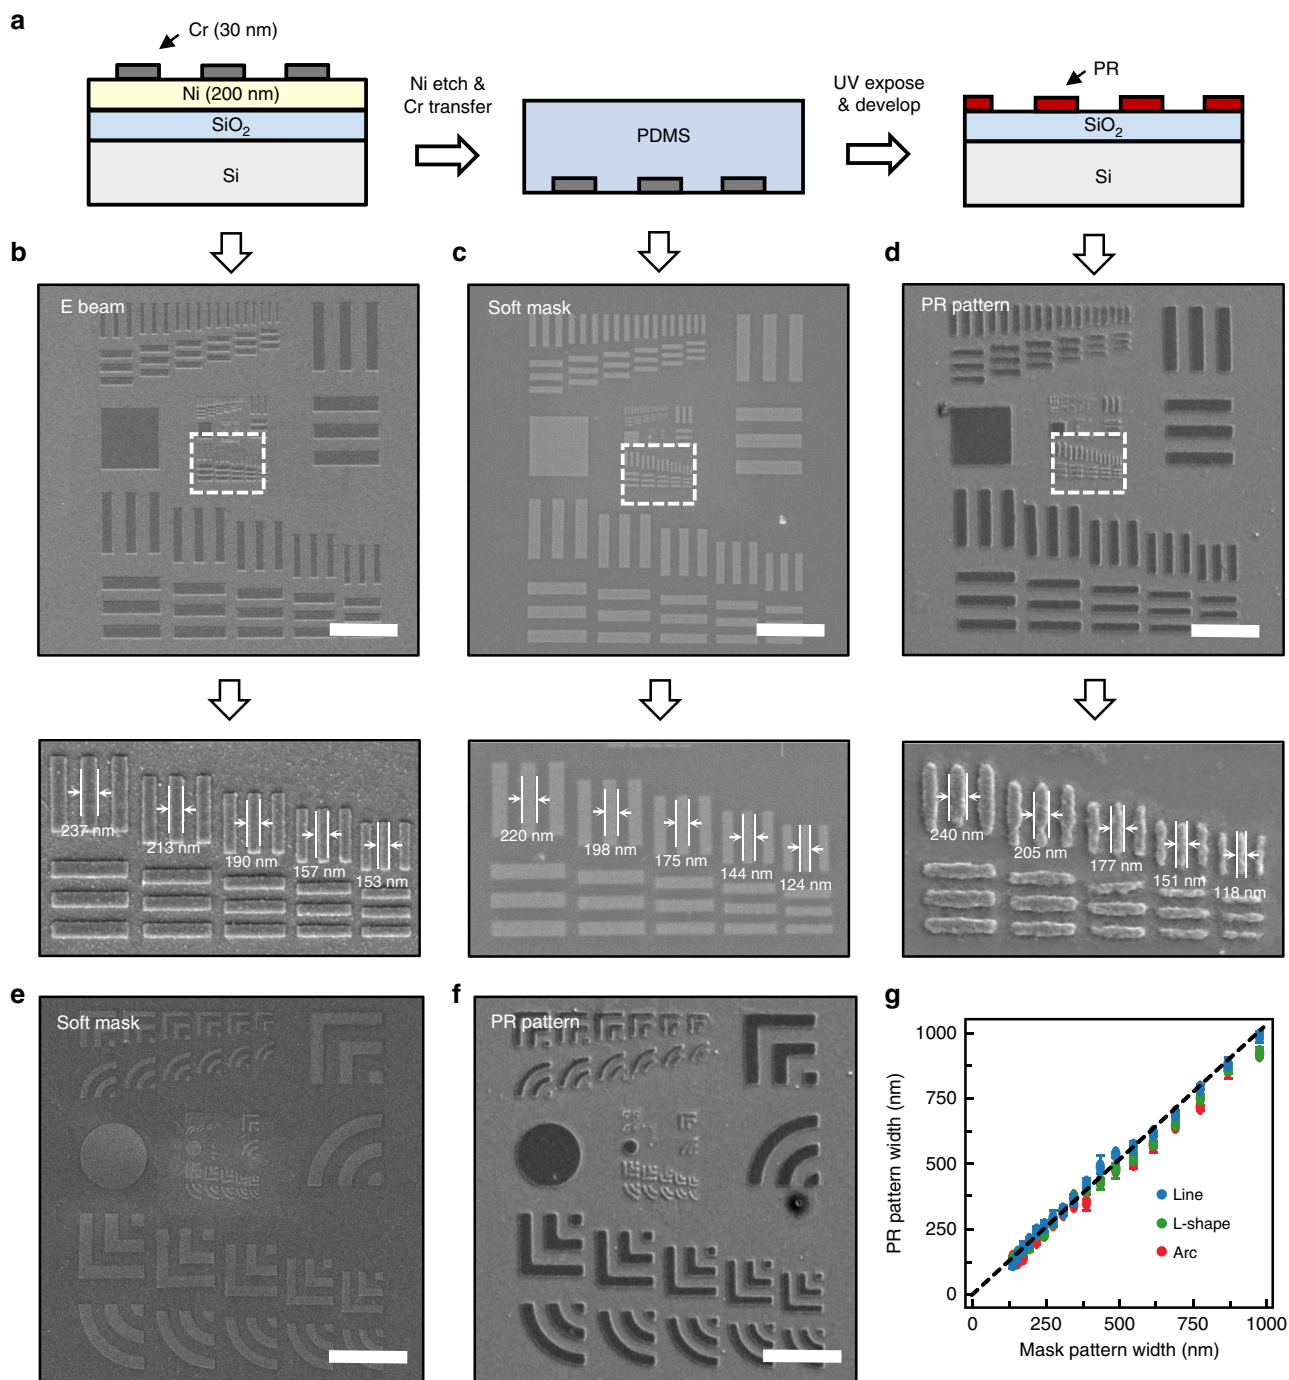 a
Cr (30 nm)
Ni (200 nm)
SiO2
Si
Ni etch &
Cr transfer
PDMS
UV expose
& develop
PR
SiO2
Si
b
E beam
c
Soft mask
d
PR pattern
237 nm
213 nm
190 nm
157 nm
153 nm
220 nm
198 nm
175 nm
144 nm
124 nm
240 nm
205 nm
177 nm
151 nm
118 nm
e
Soft mask
f
PR pattern
g
PR pattern width (nm)
1000
750
500
250
0
Line
L-shape
Arc
0
250
500
750
1000
Mask pattern width (nm)